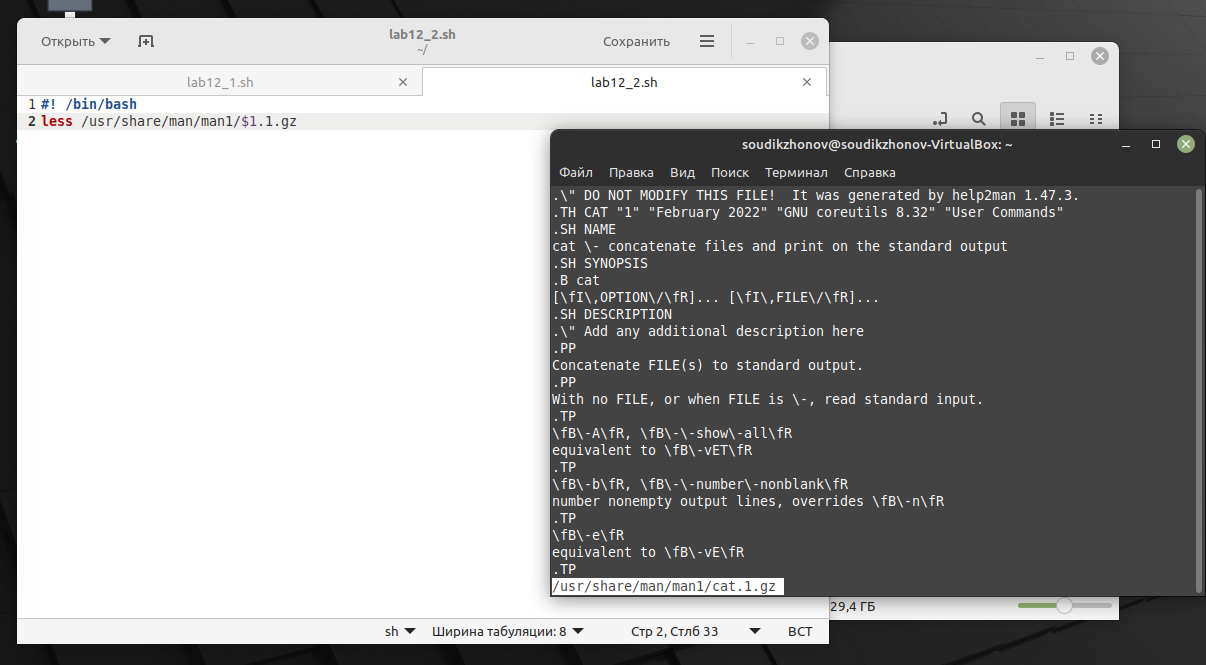 Открыть
lab12_2.sh
~/
Сохранить
lab12_1.sh
lab12_2.sh
1 #! /bin/bash
2 less /usr/share/man/man1/$1.1.gz
soudikzhonov@soudikzhonov-VirtualBox: ~
Файл Правка Вид Поиск Терминал Справка
.\" DO NOT MODIFY THIS FILE!  It was generated by help2man 1.47.3.
.TH CAT "1" "February 2022" "GNU coreutils 8.32" "User Commands"
.SH NAME
cat \- concatenate files and print on the standard output
.SH SYNOPSIS
.B cat
[\fI\,OPTION\/\fR]... [\fI\,FILE\/\fR]...
.SH DESCRIPTION
.\" Add any additional description here
.PP
Concatenate FILE(s) to standard output.
.PP
With no FILE, or when FILE is \-, read standard input.
.TP
\fB\-A\fR, \fB\-\-show\-all\fR
equivalent to \fB\-vET\fR
.TP
\fB\-b\fR, \fB\-\-number\-nonblank\fR
number nonempty output lines, overrides \fB\-n\fR
.TP
\fB\-e\fR
equivalent to \fB\-vE\fR
.TP
/usr/share/man/man1/cat.1.gz
29,4 ГБ
sh Ширина табуляции: 8 Стр 2, Стлб 33 ВСТ